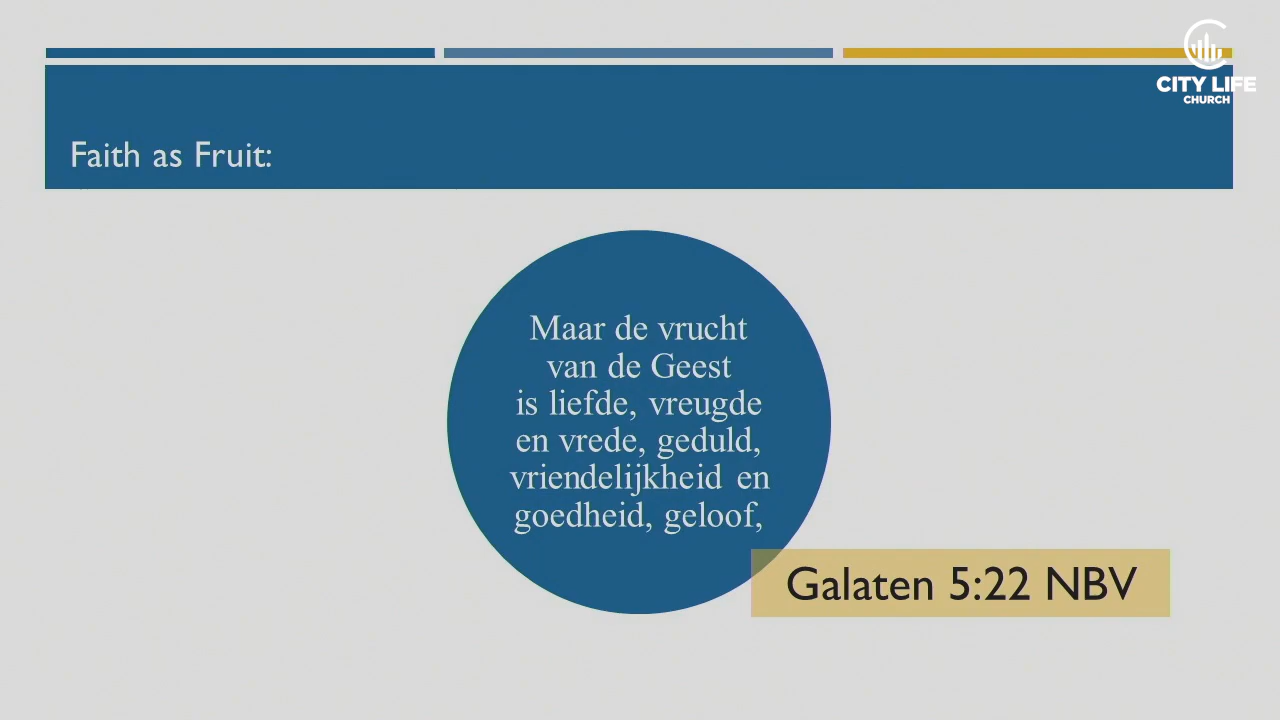 CITY LIFE
CHURCH
Faith as Fruit:
Maar de vrucht
van de Geest
is liefde, vreugde
en vrede, geduld,
vriendelijkheid en
goedheid, geloof,
Galaten 5:22 NBV